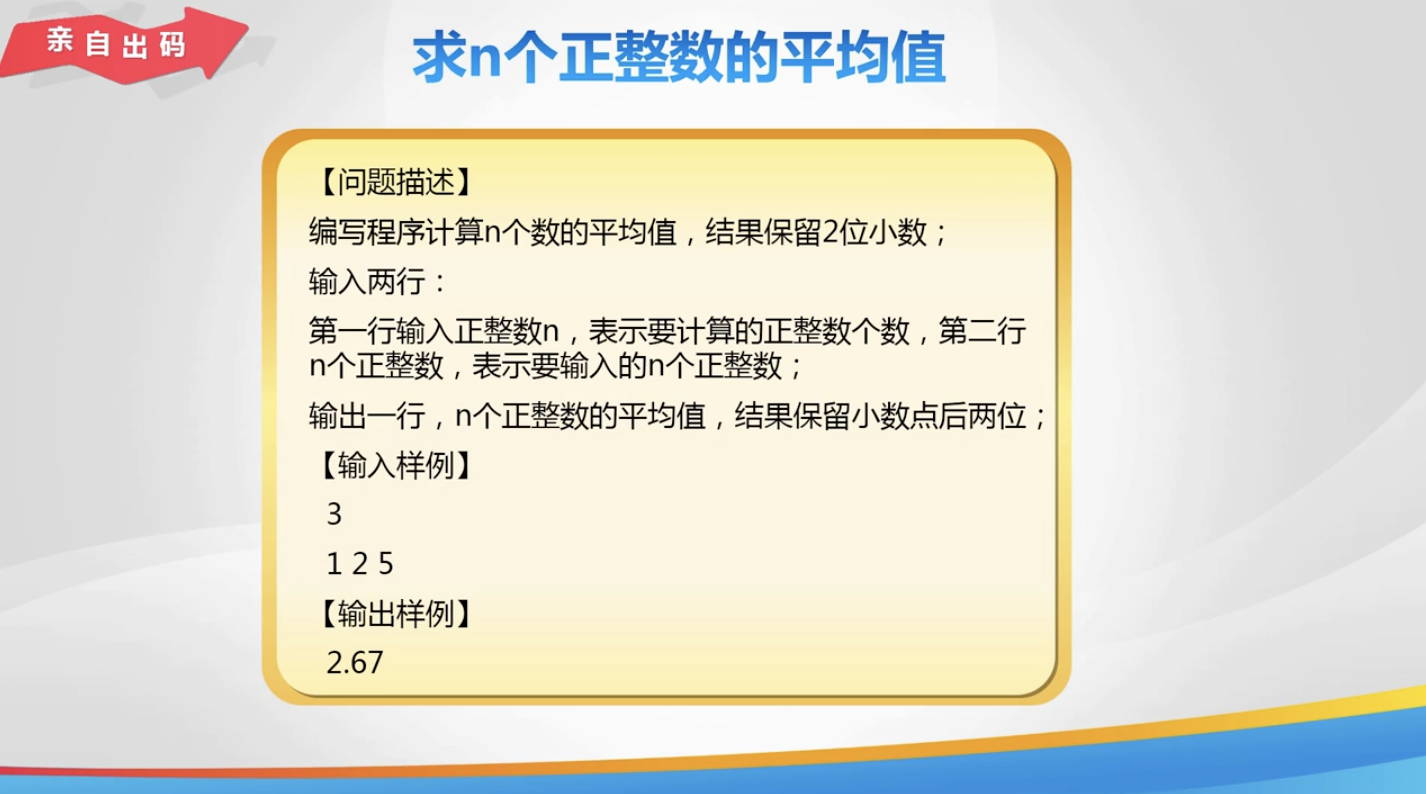 亲自出码
求n个正整数的平均值
【问题描述】
编写程序计算n个数的平均值，结果保留2位小数；
输入两行：
第一行输入正整数n，表示要计算的正整数个数，第二行
n个正整数，表示要输入的n个正整数；
输出一行，n个正整数的平均值，结果保留小数点后两位；
【输入样例】
3
1 2 5
【输出样例】
2.67